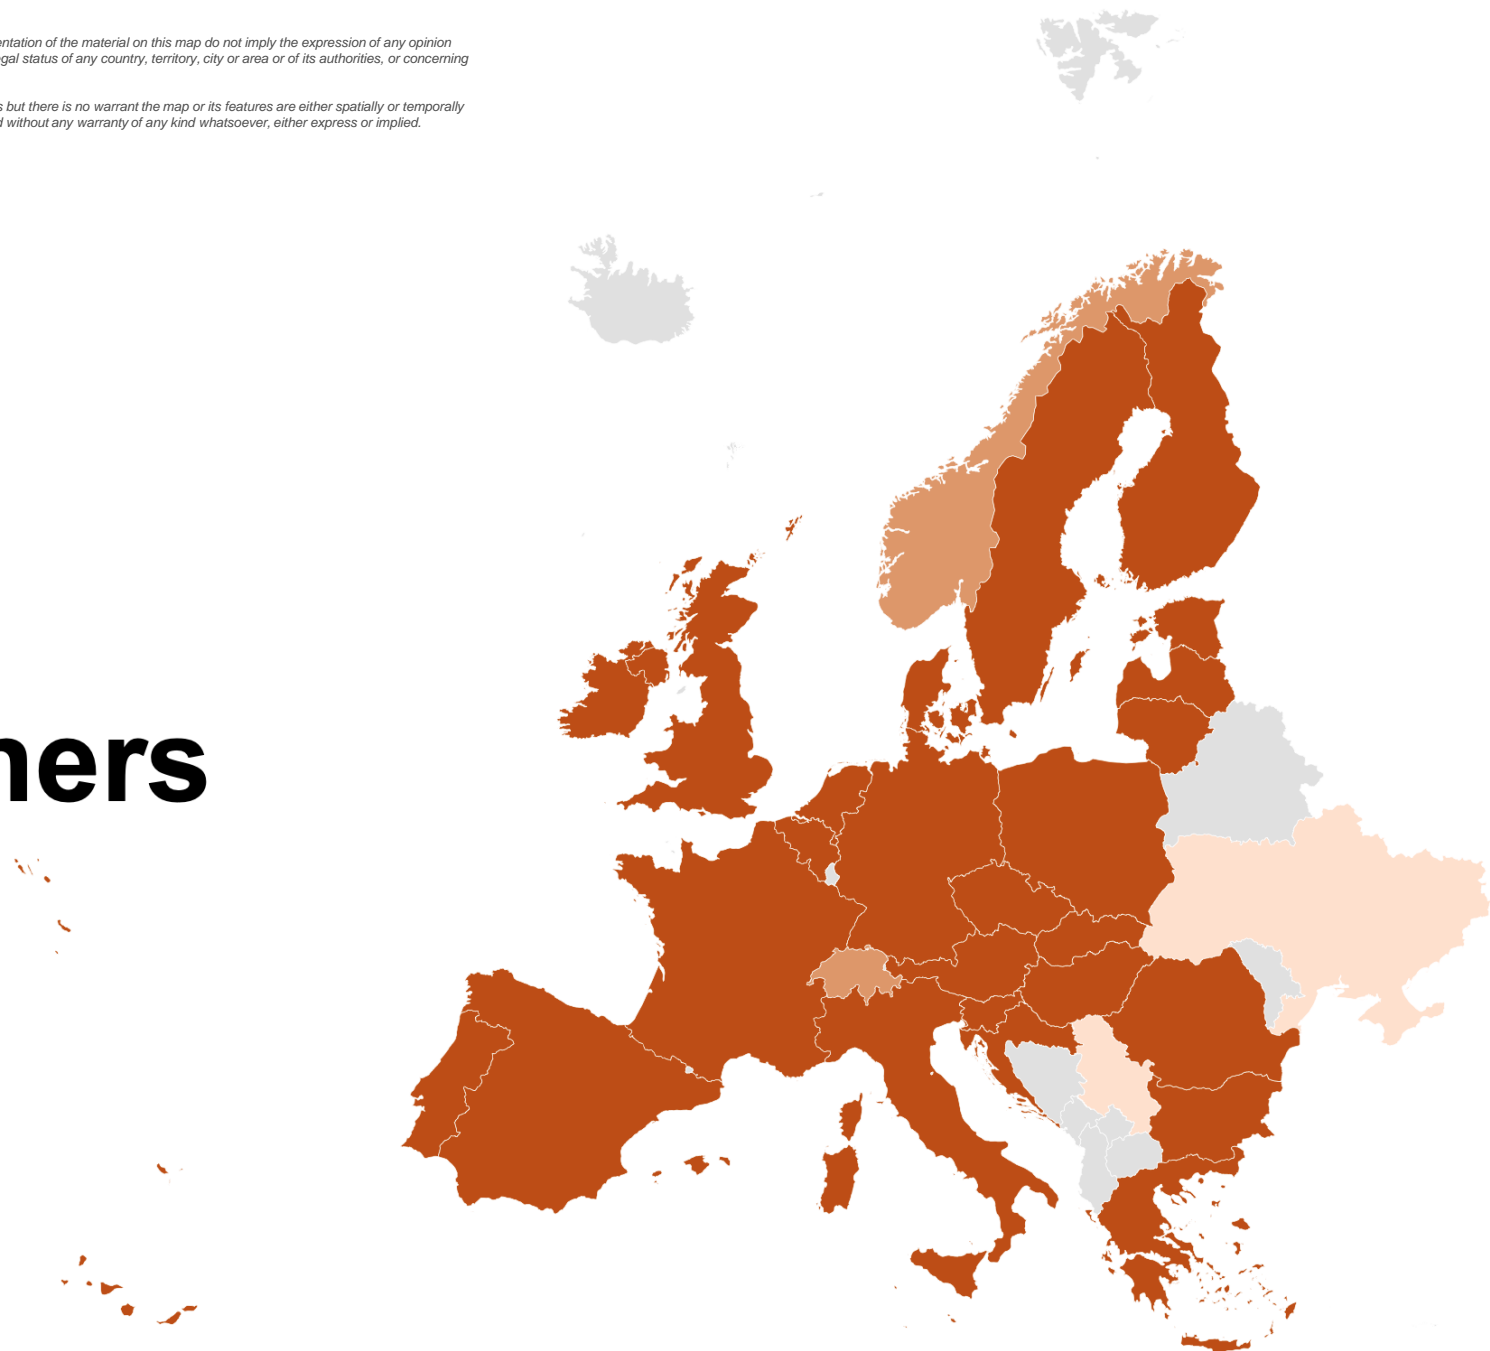 entation of the material on this map do not imply the expression of any opinion
egal status of any country, territory, city or area or of its authorities, or concerning
s but there is no warrant the map or its features are either spatially or temporally
d without any warranty of any kind whatsoever, either express or implied.
ners